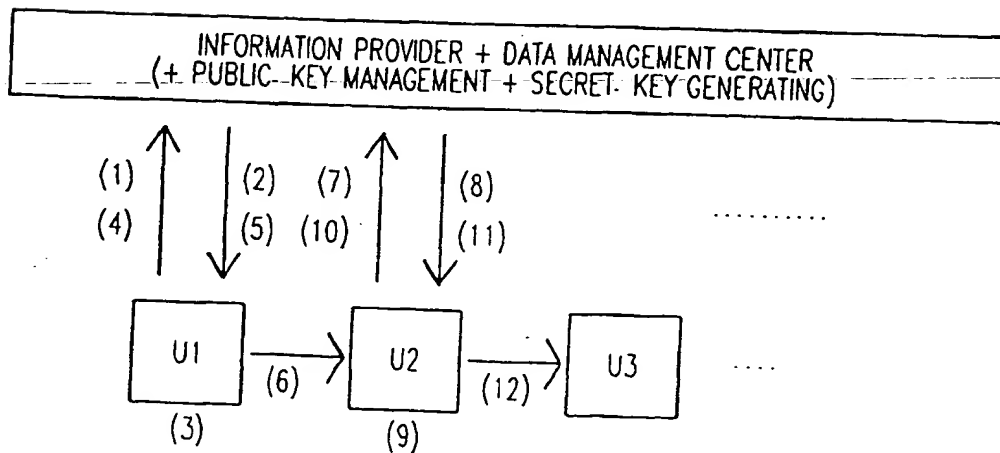 INFORMATION PROVIDER + DATA MANAGEMENT CENTER
(+ PUBLIC KEY MANAGEMENT + SECRET KEY GENERATING)
(1) (2) (7) (8)
(4) (5) (10) (11)
U1 U2 U3
(6) (12)
(3) (9)